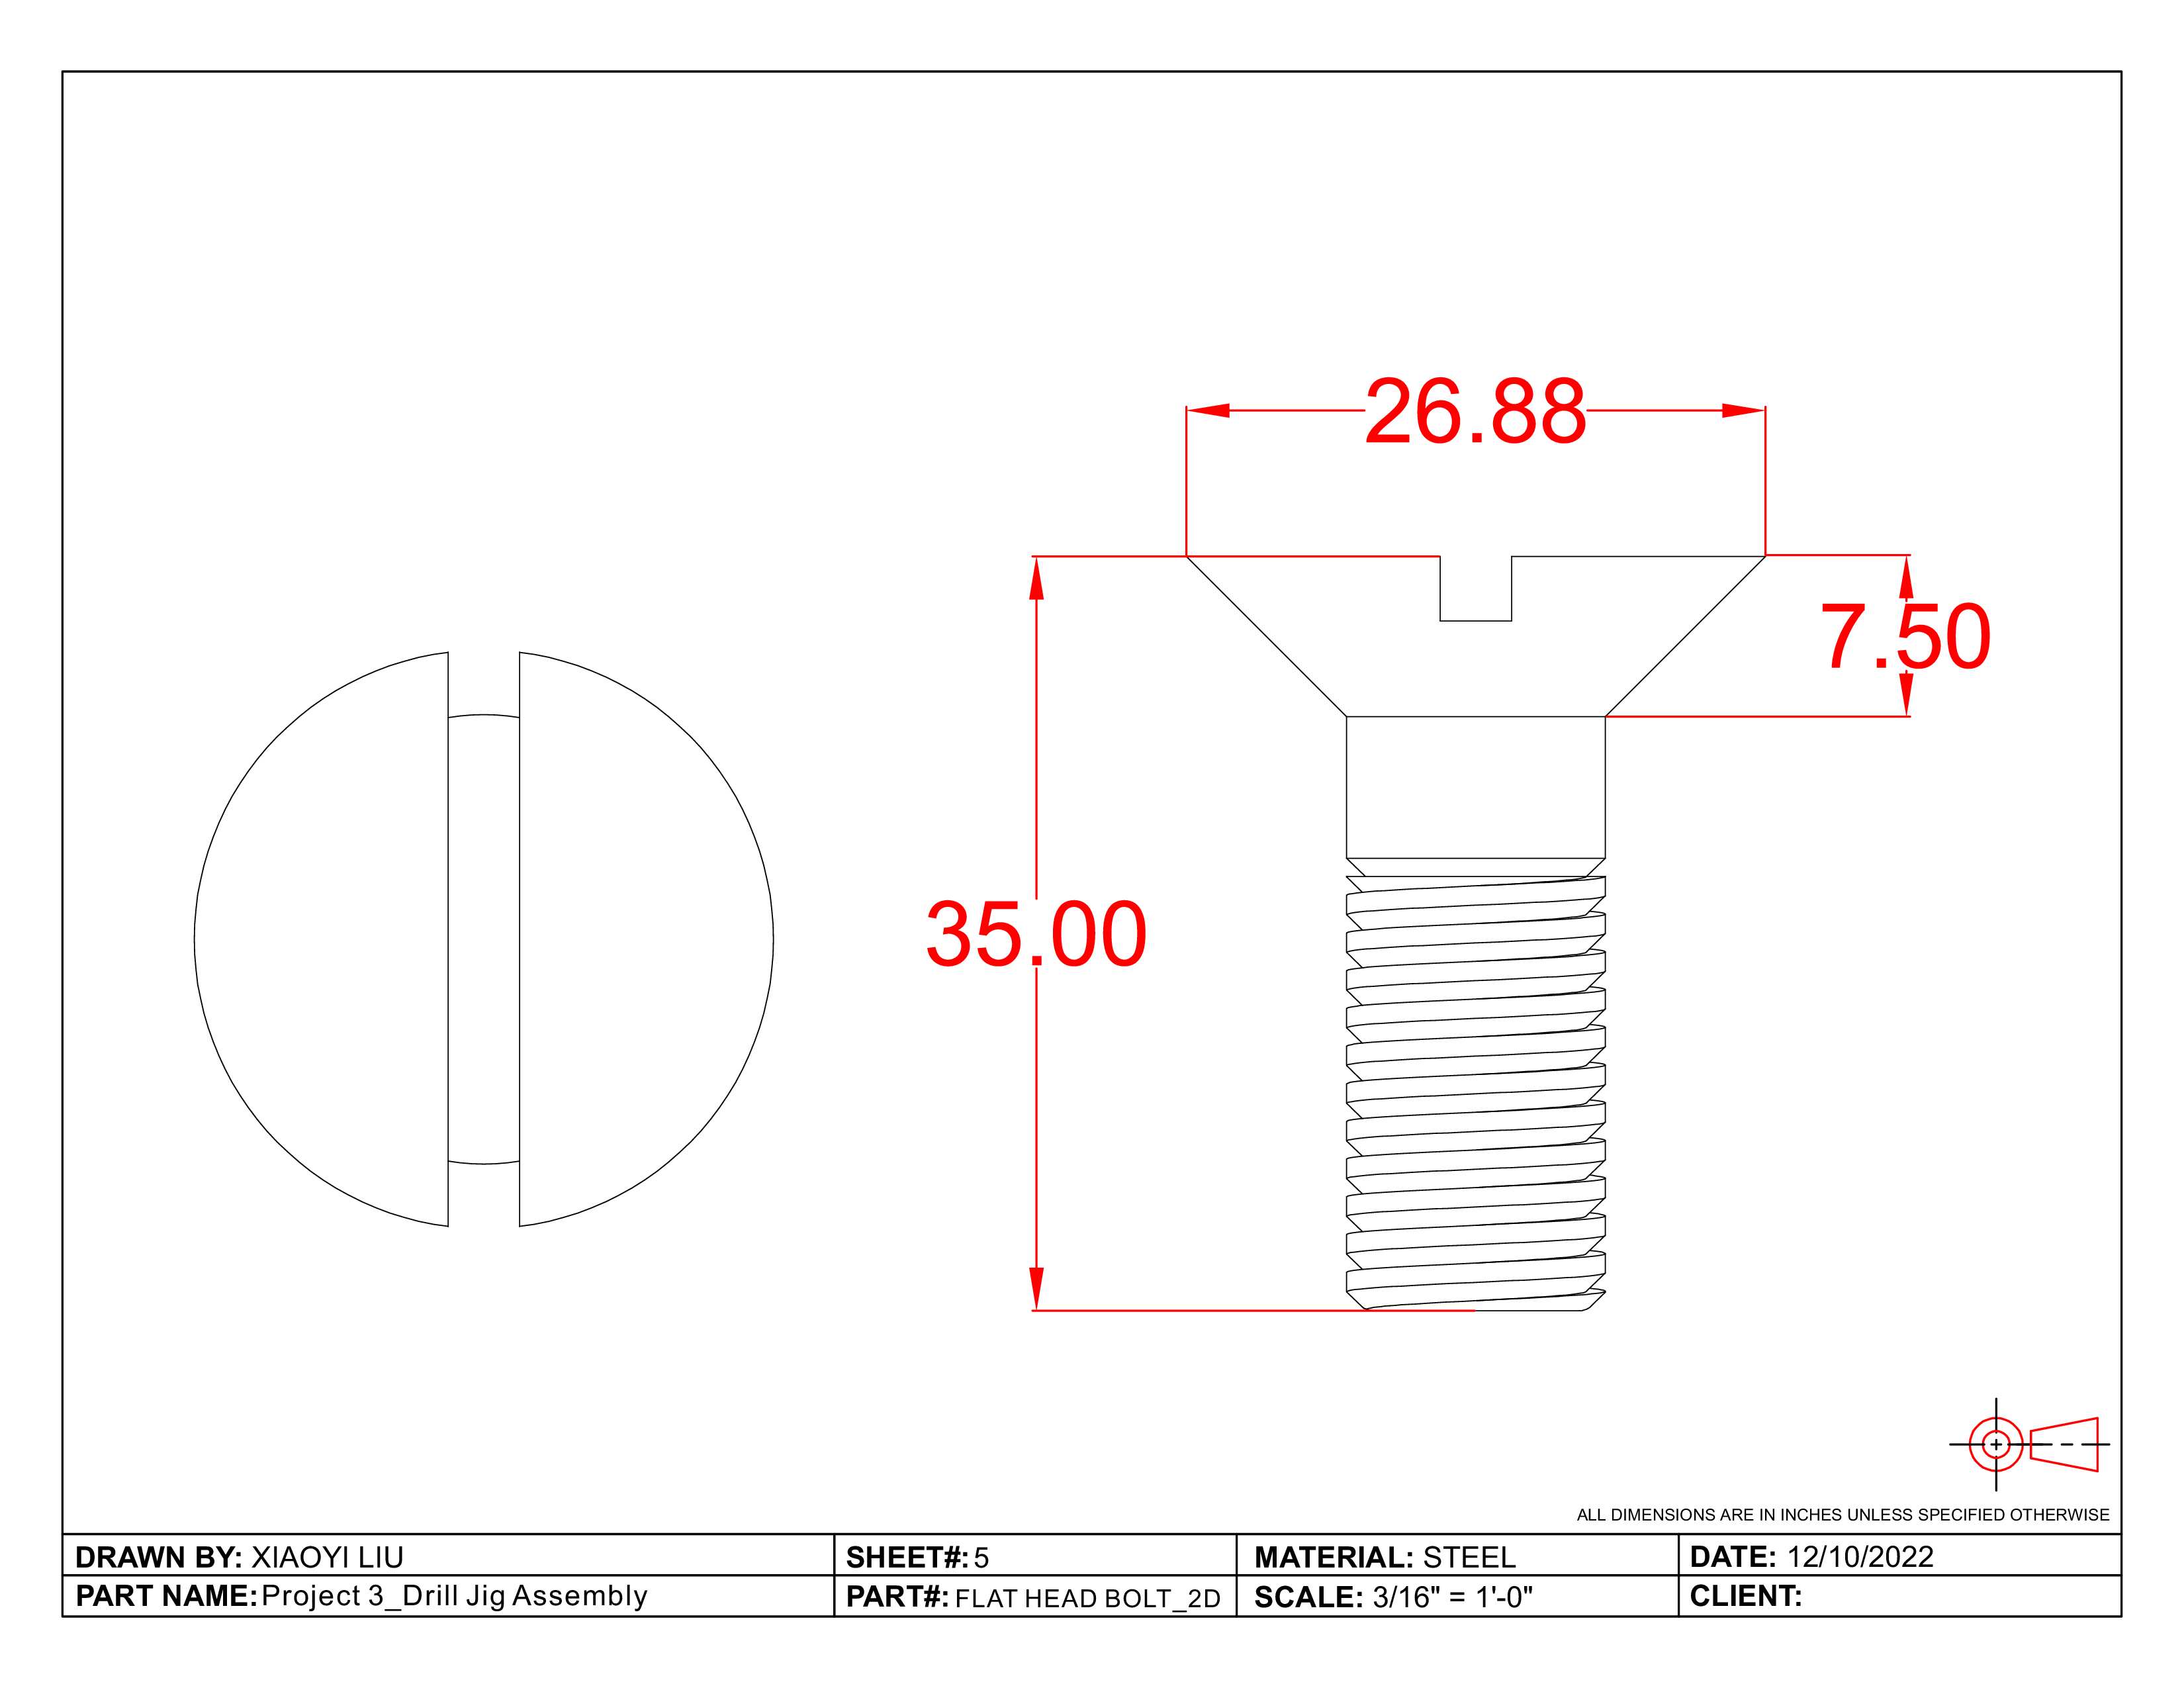 26.88
7.50
35.00
ALL DIMENSIONS ARE IN INCHES UNLESS SPECIFIED OTHERWISE
DRAWN BY: XIAOYI LIU
SHEET#: 5
MATERIAL: STEEL
DATE: 12/10/2022
PART NAME: Project 3_Drill Jig Assembly
PART#: FLAT HEAD BOLT_2D
SCALE: 3/16" = 1'-0"
CLIENT: